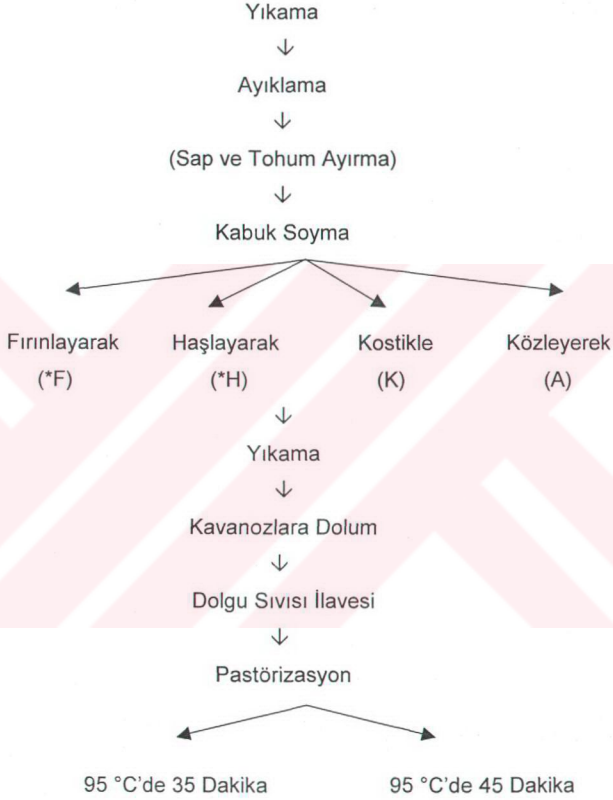 Yıkama
↓
Ayıklama
↓
(Sap ve Tohum Ayırma)
↓
Kabuk Soyma
Fırınlayarak Haşlayarak Kostikle Közleyerek
(*F) (*H) (K) (A)
↓
Yıkama
↓
Kavanozlara Dolum
↓
Dolgu Sıvısı İlavesi
↓
Pastörizasyon
95 °C'de 35 Dakika 95 °C'de 45 Dakika